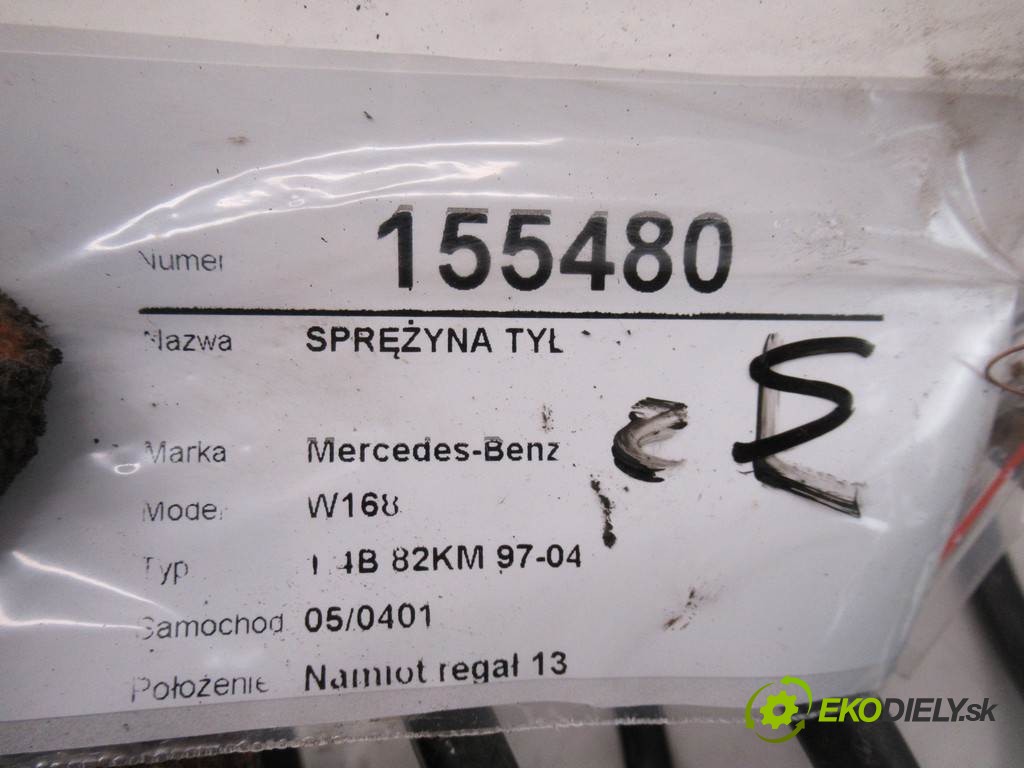 Numer 155480
Nazwa SPRĘŻYNA TYŁ
Marka Mercedes-Benz
Model W168
Typ 1.4B 82KM 97-04
Samochod 05/0401
Położenie Namiot regał 13
EKODIELY.sk